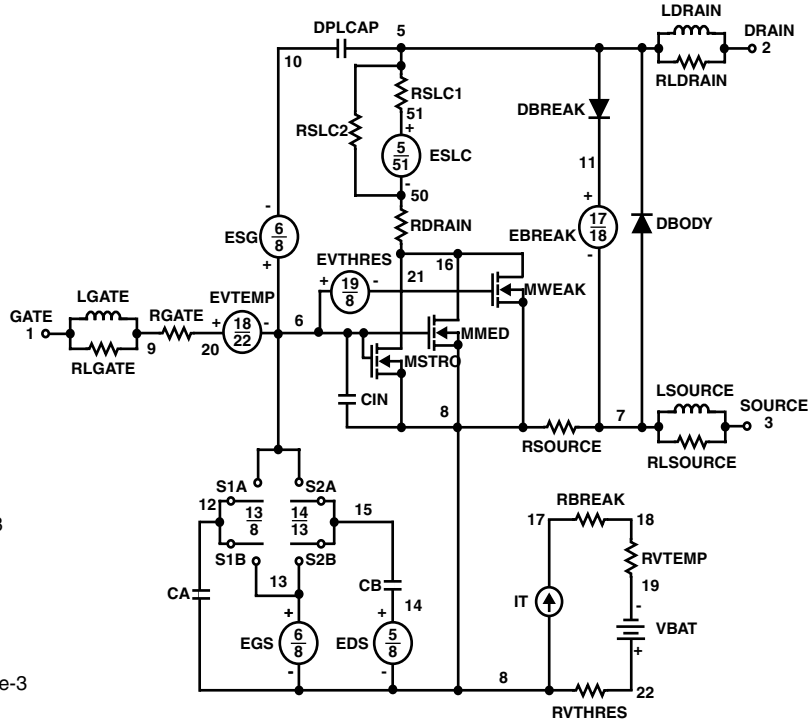 LDRAIN
DPLCAP 5 DRAIN
10 2
RSLC1 RLDRAIN
51 DBREAK
RSLC2 +
5 ESLC
51 11
- 50 +
- RDRAIN 17
ESG 6 EBREAK 18 DBODY
8 EVTHRES 16 -
+ + 19 - 21 MWEAK
LGATE EVTEMP 8
GATE RGATE + 18 - 6 MMED
1 9 20 22 MSTRO
RLGATE LSOURCE
CIN 8 7 SOURCE
3
RSOURCE RLSOURCE
S1A S2A
12 13 14 15 RBREAK
8 13 17 18
S1B S2B RVTEMP
13 CB 19
CA 14 IT -
+ + VBAT
EGS 6 EDS 5 +
8 8
- - 8 22
RVTHRES
3
e-3